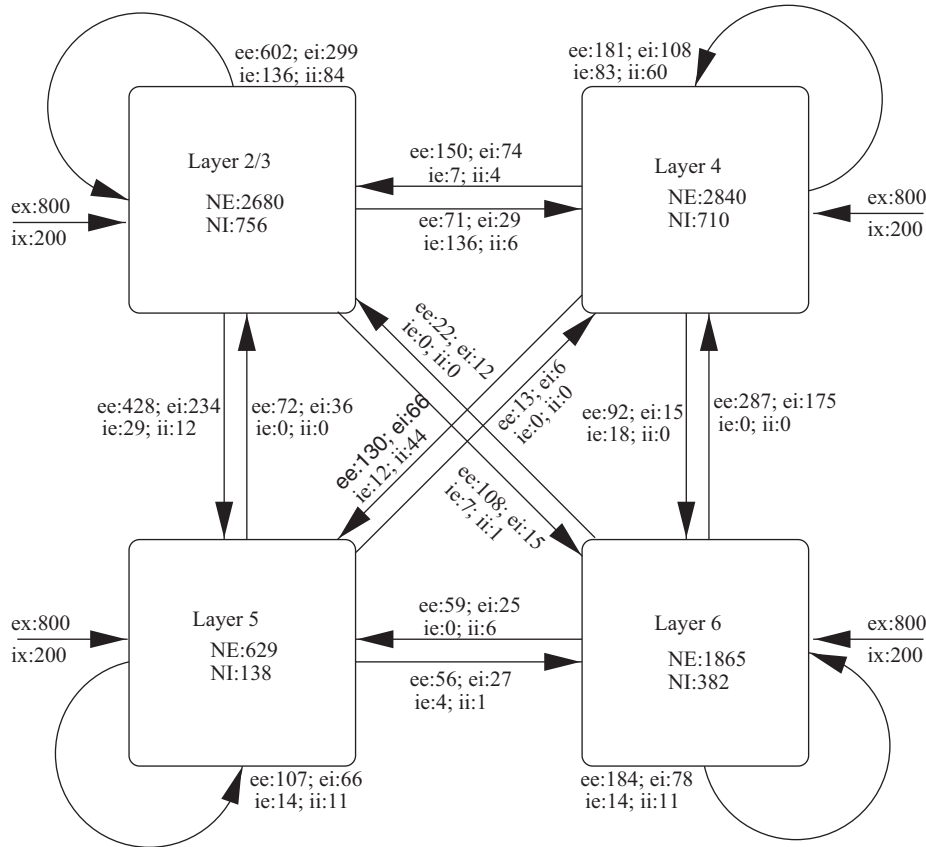 ee:602; ei:299
ie:136; ii:84
ee:181; ei:108
ie:83; ii:60
Layer 2/3
NE:2680
NI:756
ee:150; ei:74
ie:7; ii:4
ee:71; ei:29
ie:136; ii:6
Layer 4
NE:2840
NI:710
ex:800
ix:200
ex:800
ix:200
ee:22; ei:12
ie:0; ii:0
ee:13; ei:6
ie:0; ii:0
ee:428; ei:234
ie:29; ii:12
ee:72; ei:36
ie:0; ii:0
ee:130; ei:66
ie:12; ii:44
ee:108; ei:15
ie:7; ii:1
ee:92; ei:15
ie:18; ii:0
ee:287; ei:175
ie:0; ii:0
Layer 5
NE:629
NI:138
ee:59; ei:25
ie:0; ii:6
ee:56; ei:27
ie:4; ii:1
Layer 6
NE:1865
NI:382
ex:800
ix:200
ex:800
ix:200
ee:107; ei:66
ie:14; ii:11
ee:184; ei:78
ie:14; ii:11